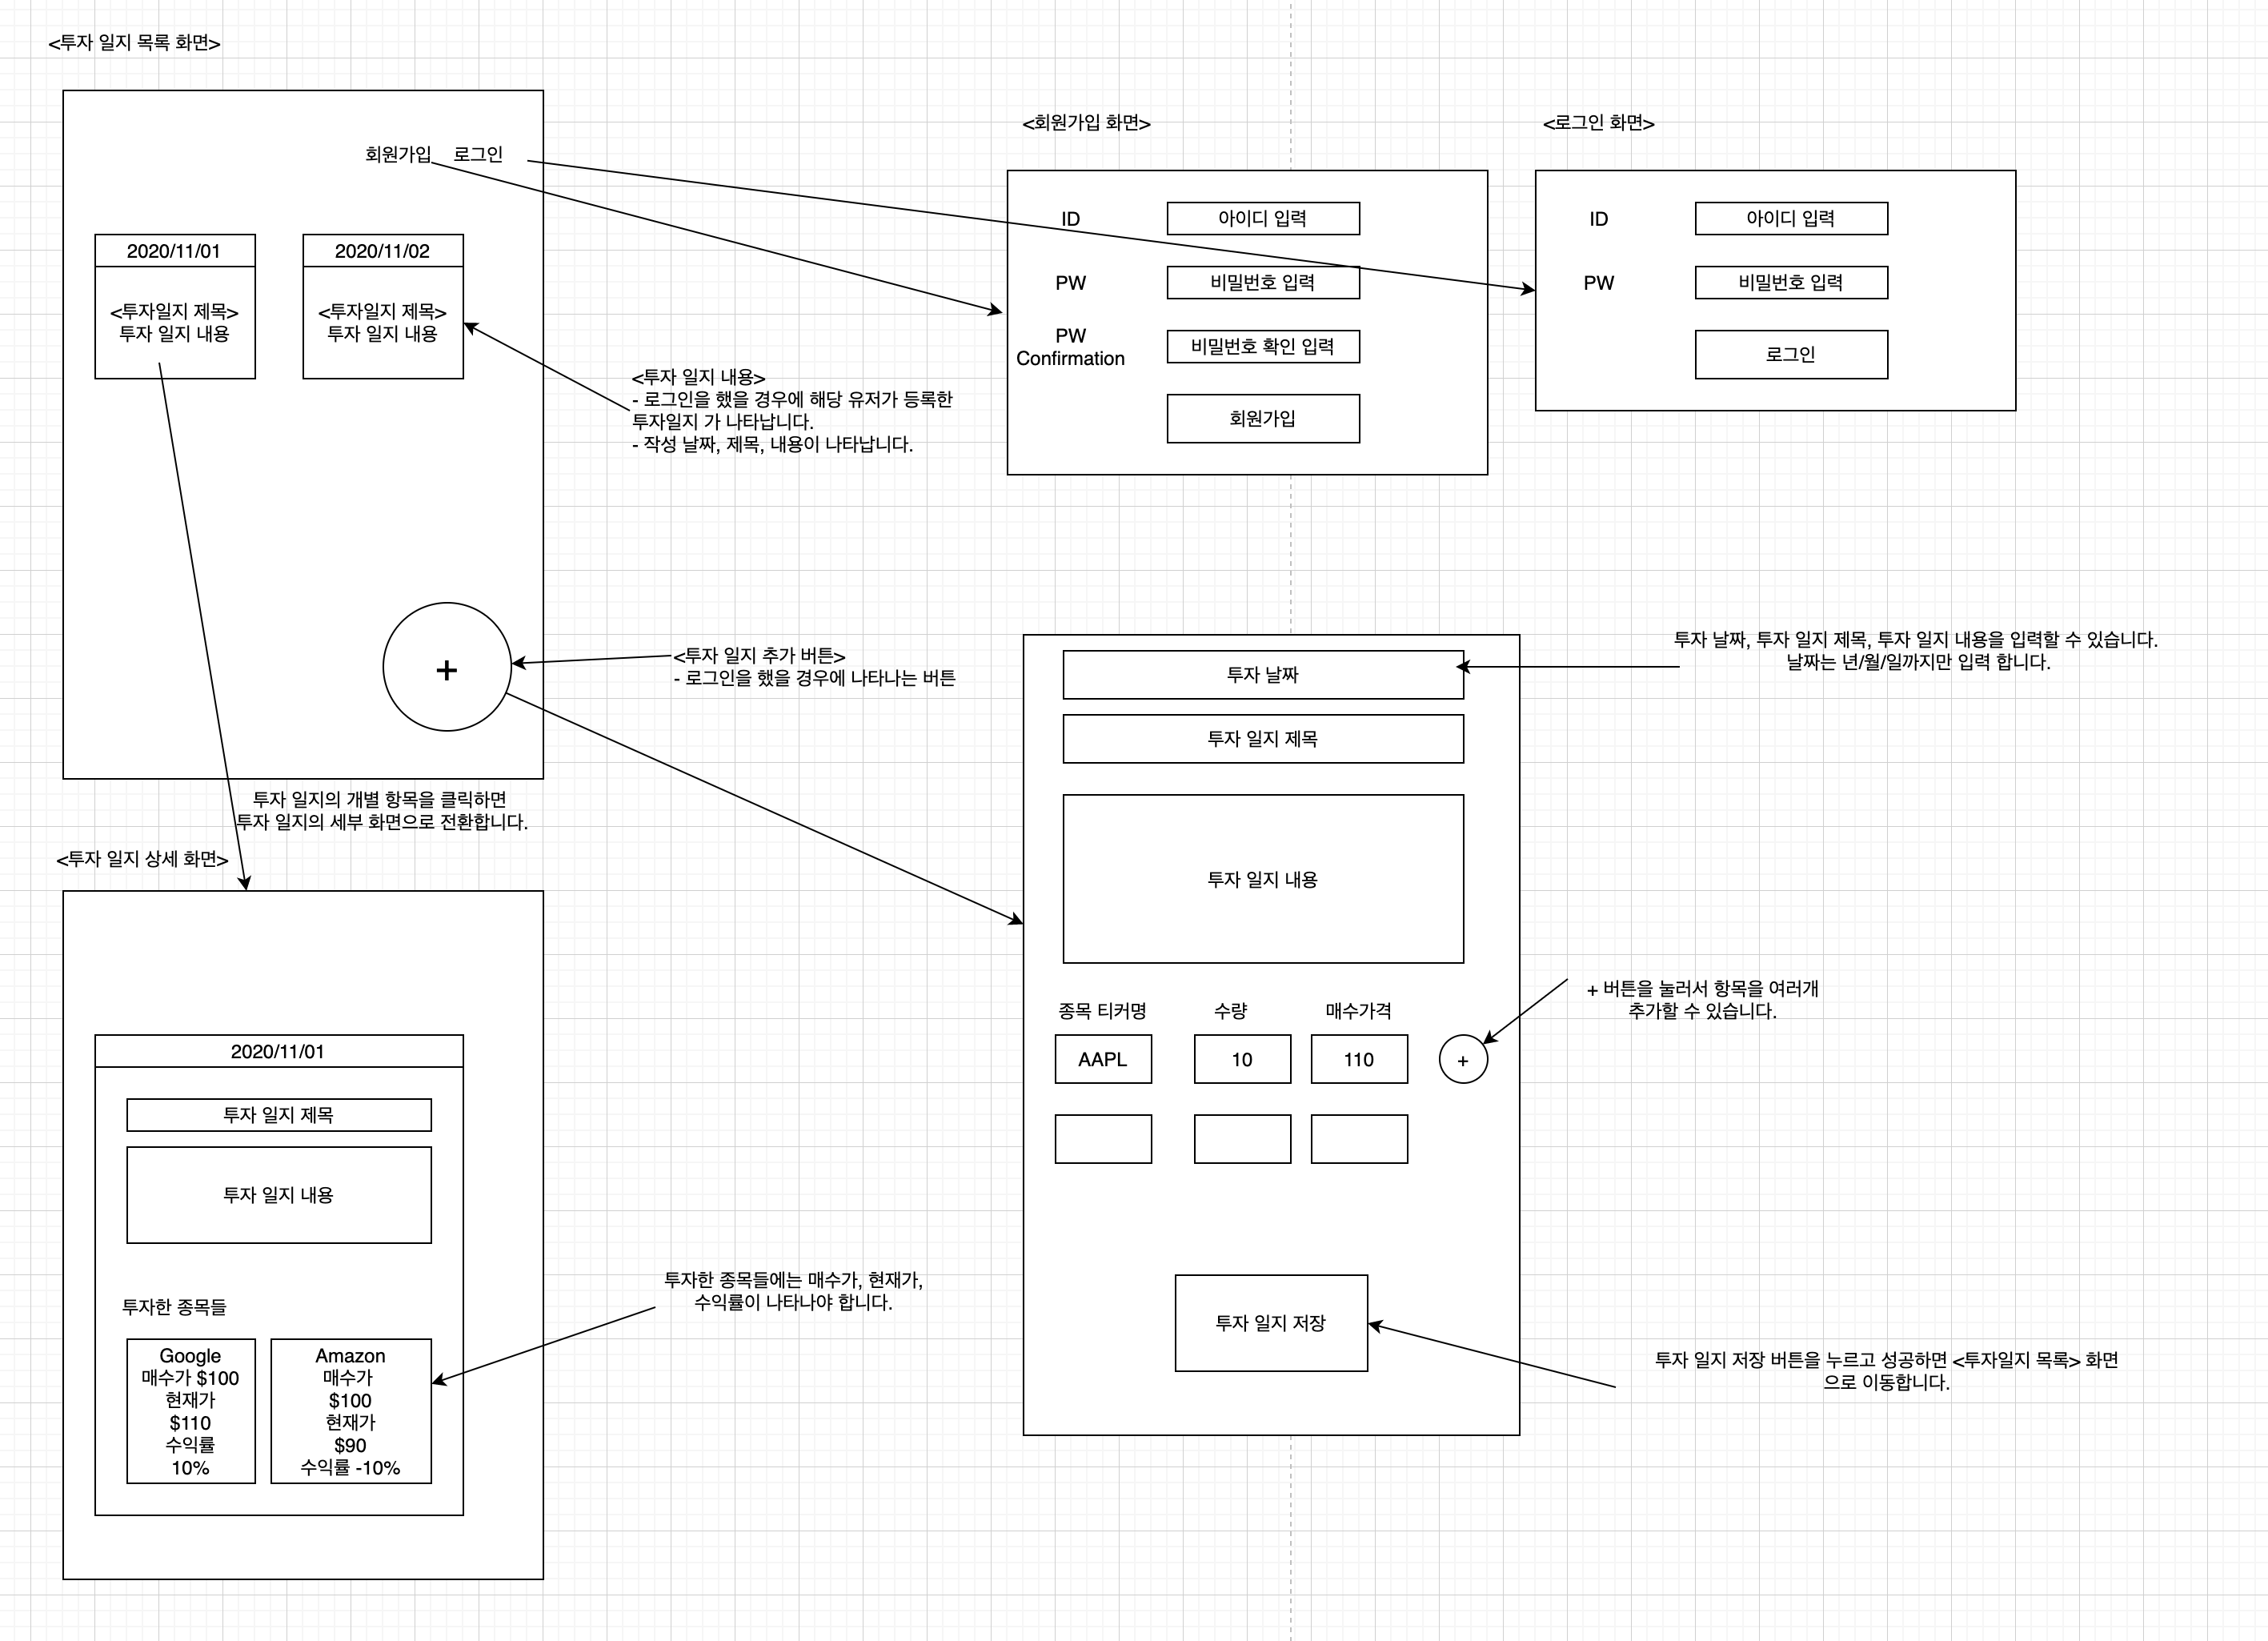 <투자 일지 목록 화면>
회원가입
로그인
2020/11/01
<투자일지 제목>
투자 일지 내용
2020/11/02
<투자일지 제목>
투자 일지 내용
<투자 일지 내용>
- 로그인을 했을 경우에 해당 유저가 등록한
투자일지 가 나타납니다.
- 작성 날짜, 제목, 내용이 나타납니다.
+
<투자 일지 추가 버튼>
- 로그인을 했을 경우에 나타나는 버튼
<회원가입 화면>
ID
아이디 입력
PW
비밀번호 입력
PW
Confirmation
비밀번호 확인 입력
회원가입
<로그인 화면>
ID
아이디 입력
PW
비밀번호 입력
로그인
투자 일지의 개별 항목을 클릭하면
투자 일지의 세부 화면으로 전환합니다.
<투자 일지 상세 화면>
2020/11/01
투자 일지 제목
투자 일지 내용
투자한 종목들
Google
매수가 $100
현재가
$110
수익률
10%
Amazon
매수가
$100
현재가
$90
수익률 -10%
투자한 종목들에는 매수가, 현재가,
수익률이 나타나야 합니다.
투자 날짜
투자 일지 제목
투자 일지 내용
종목 티커명
수량
매수가격
AAPL
10
110
+
투자 일지 저장
투자 날짜, 투자 일지 제목, 투자 일지 내용을 입력할 수 있습니다.
날짜는 년/월/일까지만 입력 합니다.
+ 버튼을 눌러서 항목을 여러개
추가할 수 있습니다.
투자 일지 저장 버튼을 누르고 성공하면 <투자일지 목록> 화면
으로 이동합니다.